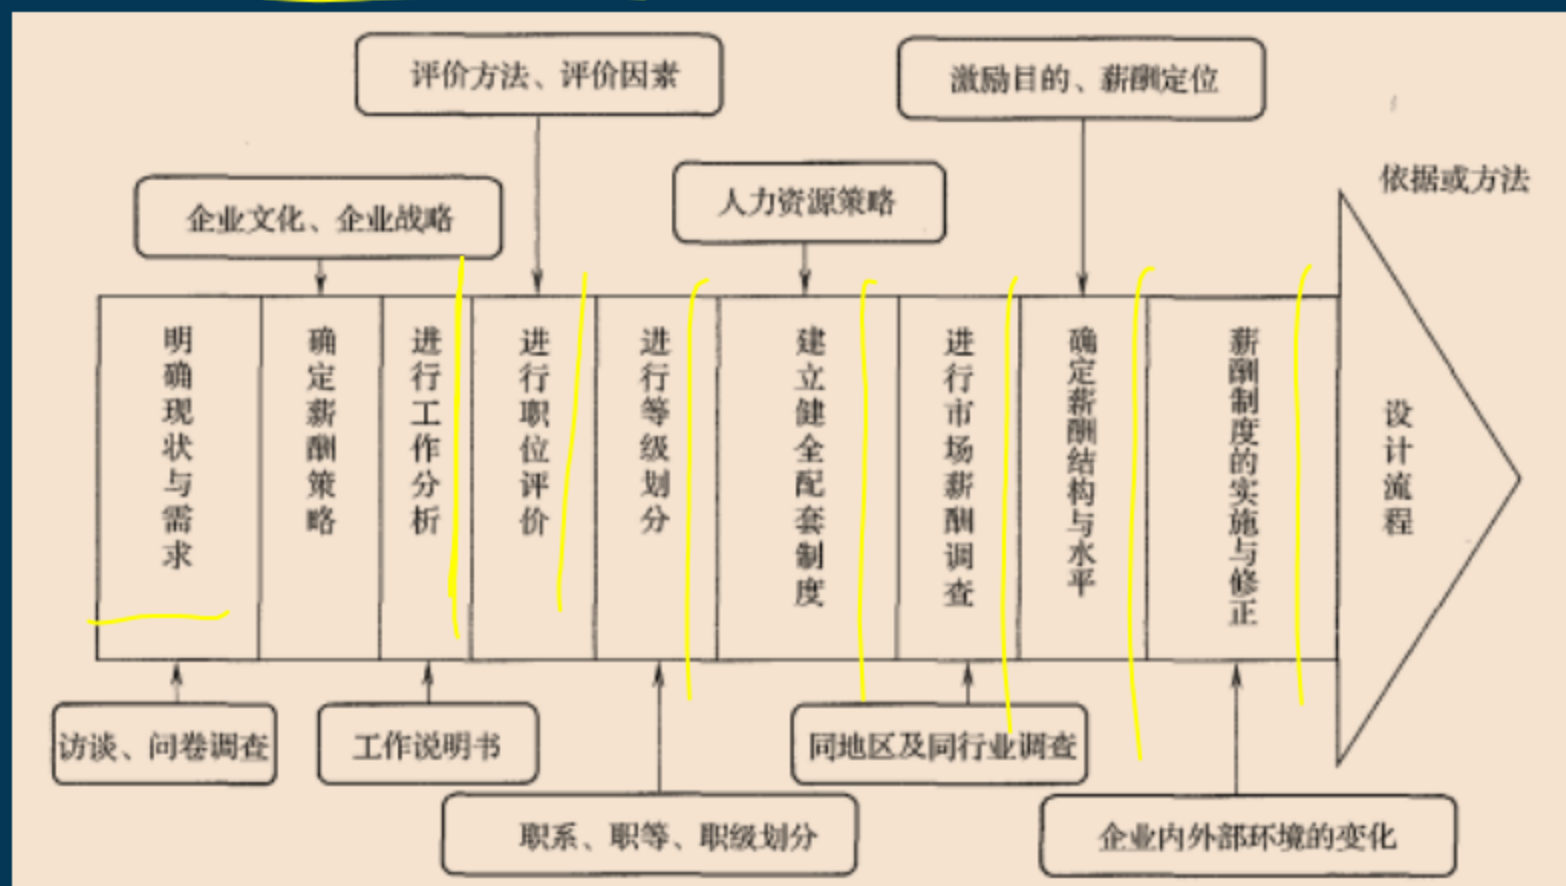 评价方法、评价因素
激励目的、薪酬定位
依据或方法
企业文化、企业战略
人力资源策略
明确现状与需求
确定薪酬策略
进行工作分析
进行职位评价
进行等级划分
建立健全配套制度
进行市场薪酬调查
确定薪酬结构与水平
薪酬制度的实施与修正
设计流程
访谈、问卷调查
工作说明书
同地区及同行业调查
职系、职等、职级划分
企业内外部环境的变化